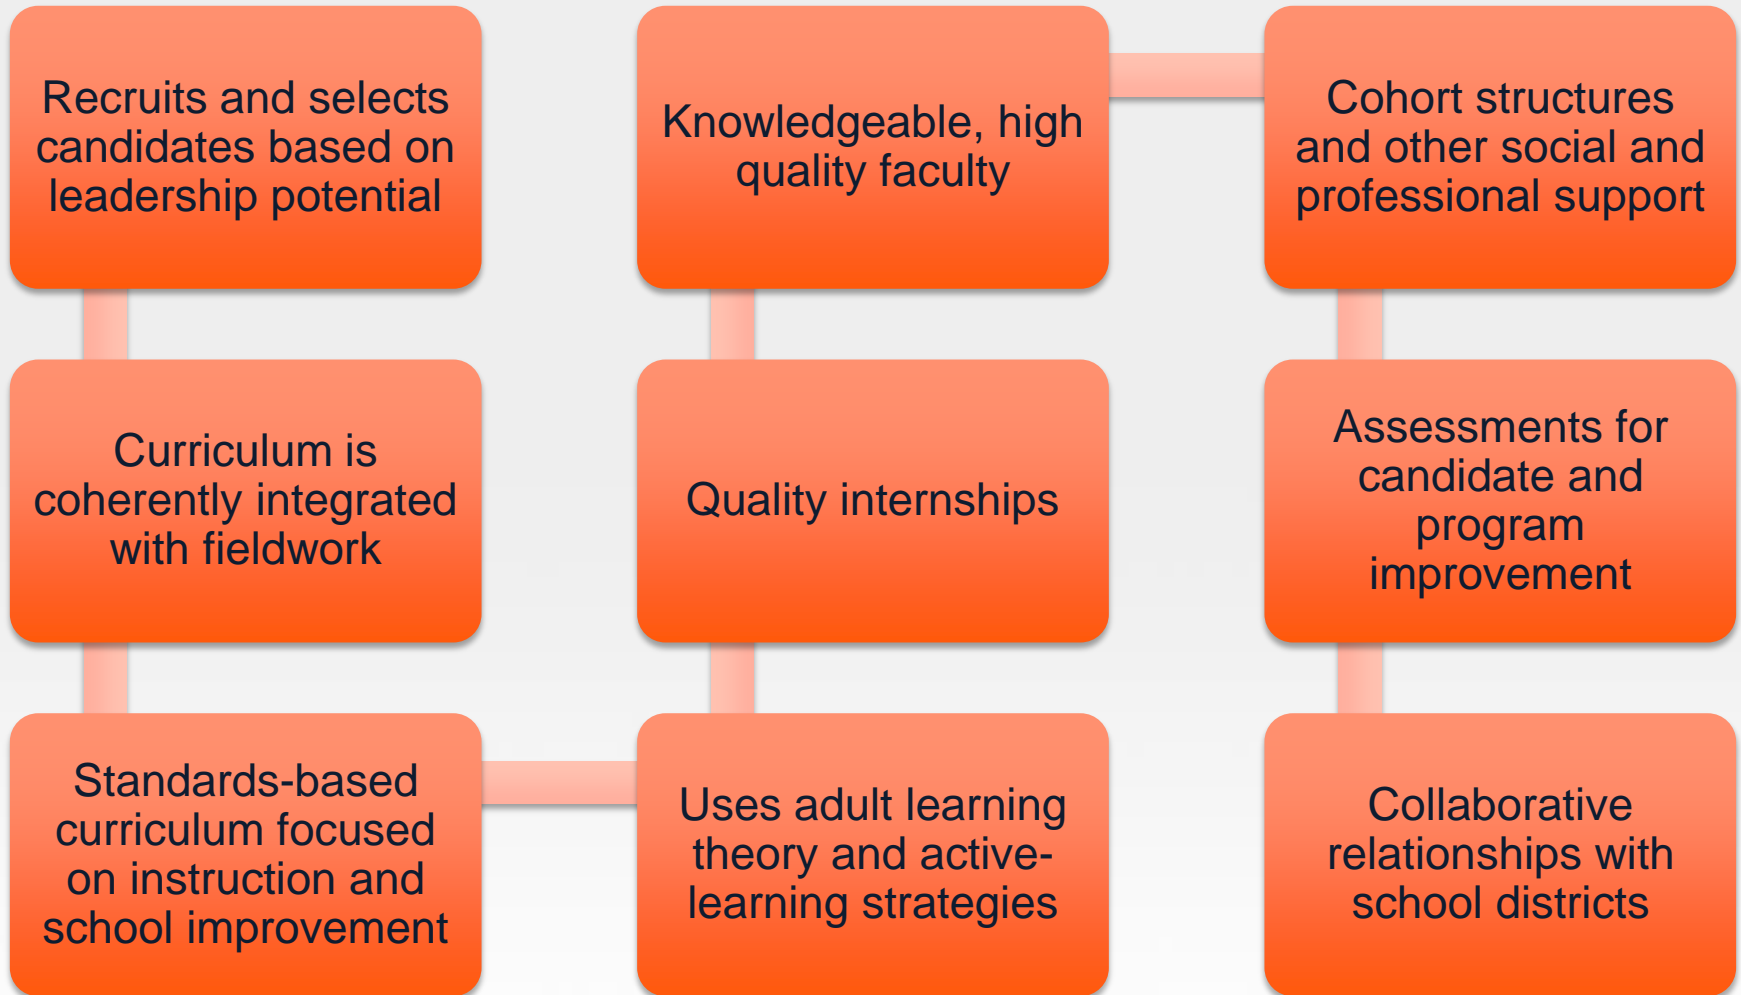 Recruits and selects
candidates based on
leadership potential
Curriculum is
coherently integrated
with fieldwork
Standards-based
curriculum focused
on instruction and
school improvement
Uses adult learning
theory and active-
learning strategies
Quality internships
Knowledgeable, high
quality faculty
Cohort structures
and other social and
professional support
Assessments for
candidate and
program
improvement
Collaborative
relationships with
school districts